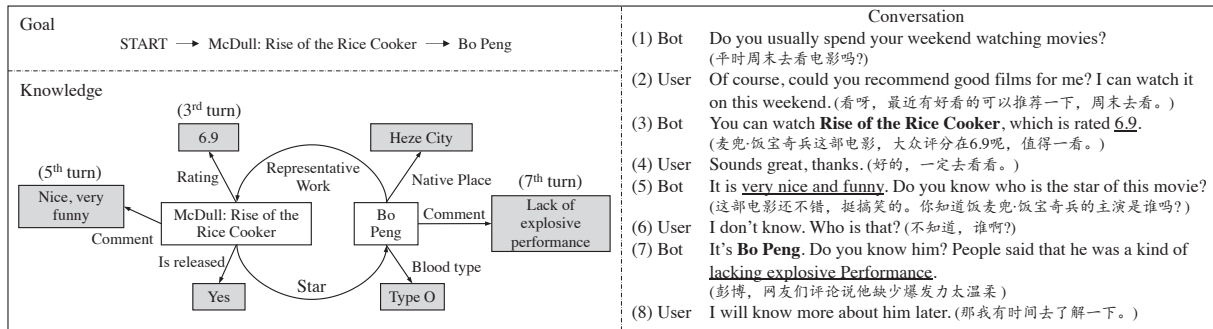 Goal
START → McDull: Rise of the Rice Cooker → Bo Peng
Knowledge
(3rd turn)
6.9
Heze City
(5th turn)
Representative
Work
(7th turn)
Nice, very
funny
Rating
Native Place
Lack of
explosive
performance
McDull: Rise of the
Rice Cooker
Bo
Peng
Comment
Comment
Is released
Blood type
Star
Yes
Type O
Conversation
(1) Bot Do you usually spend your weekend watching movies?
(平时周末去看电影吗?)
(2) User Of course, could you recommend good films for me? I can watch it
on this weekend. (看呀，最近有好看的可以推荐一下，周末去看。)
(3) Bot You can watch Rise of the Rice Cooker, which is rated 6.9.
(麦兜·饭宝奇兵这部电影，大众评分在6.9呢，值得一看。)
(4) User Sounds great, thanks. (好的，一定去看看。)
(5) Bot It is very nice and funny. Do you know who is the star of this movie?
(这部电影还不错，挺搞笑的。你知道饭麦兜·饭宝奇兵的主演是谁吗?)
(6) User I don't know. Who is that? (不知道，谁啊?)
(7) Bot It's Bo Peng. Do you know him? People said that he was a kind of
lacking explosive Performance.
(彭博，网友们评论说他缺少爆发力太温柔)
(8) User I will know more about him later. (那我有时间去了解一下。)